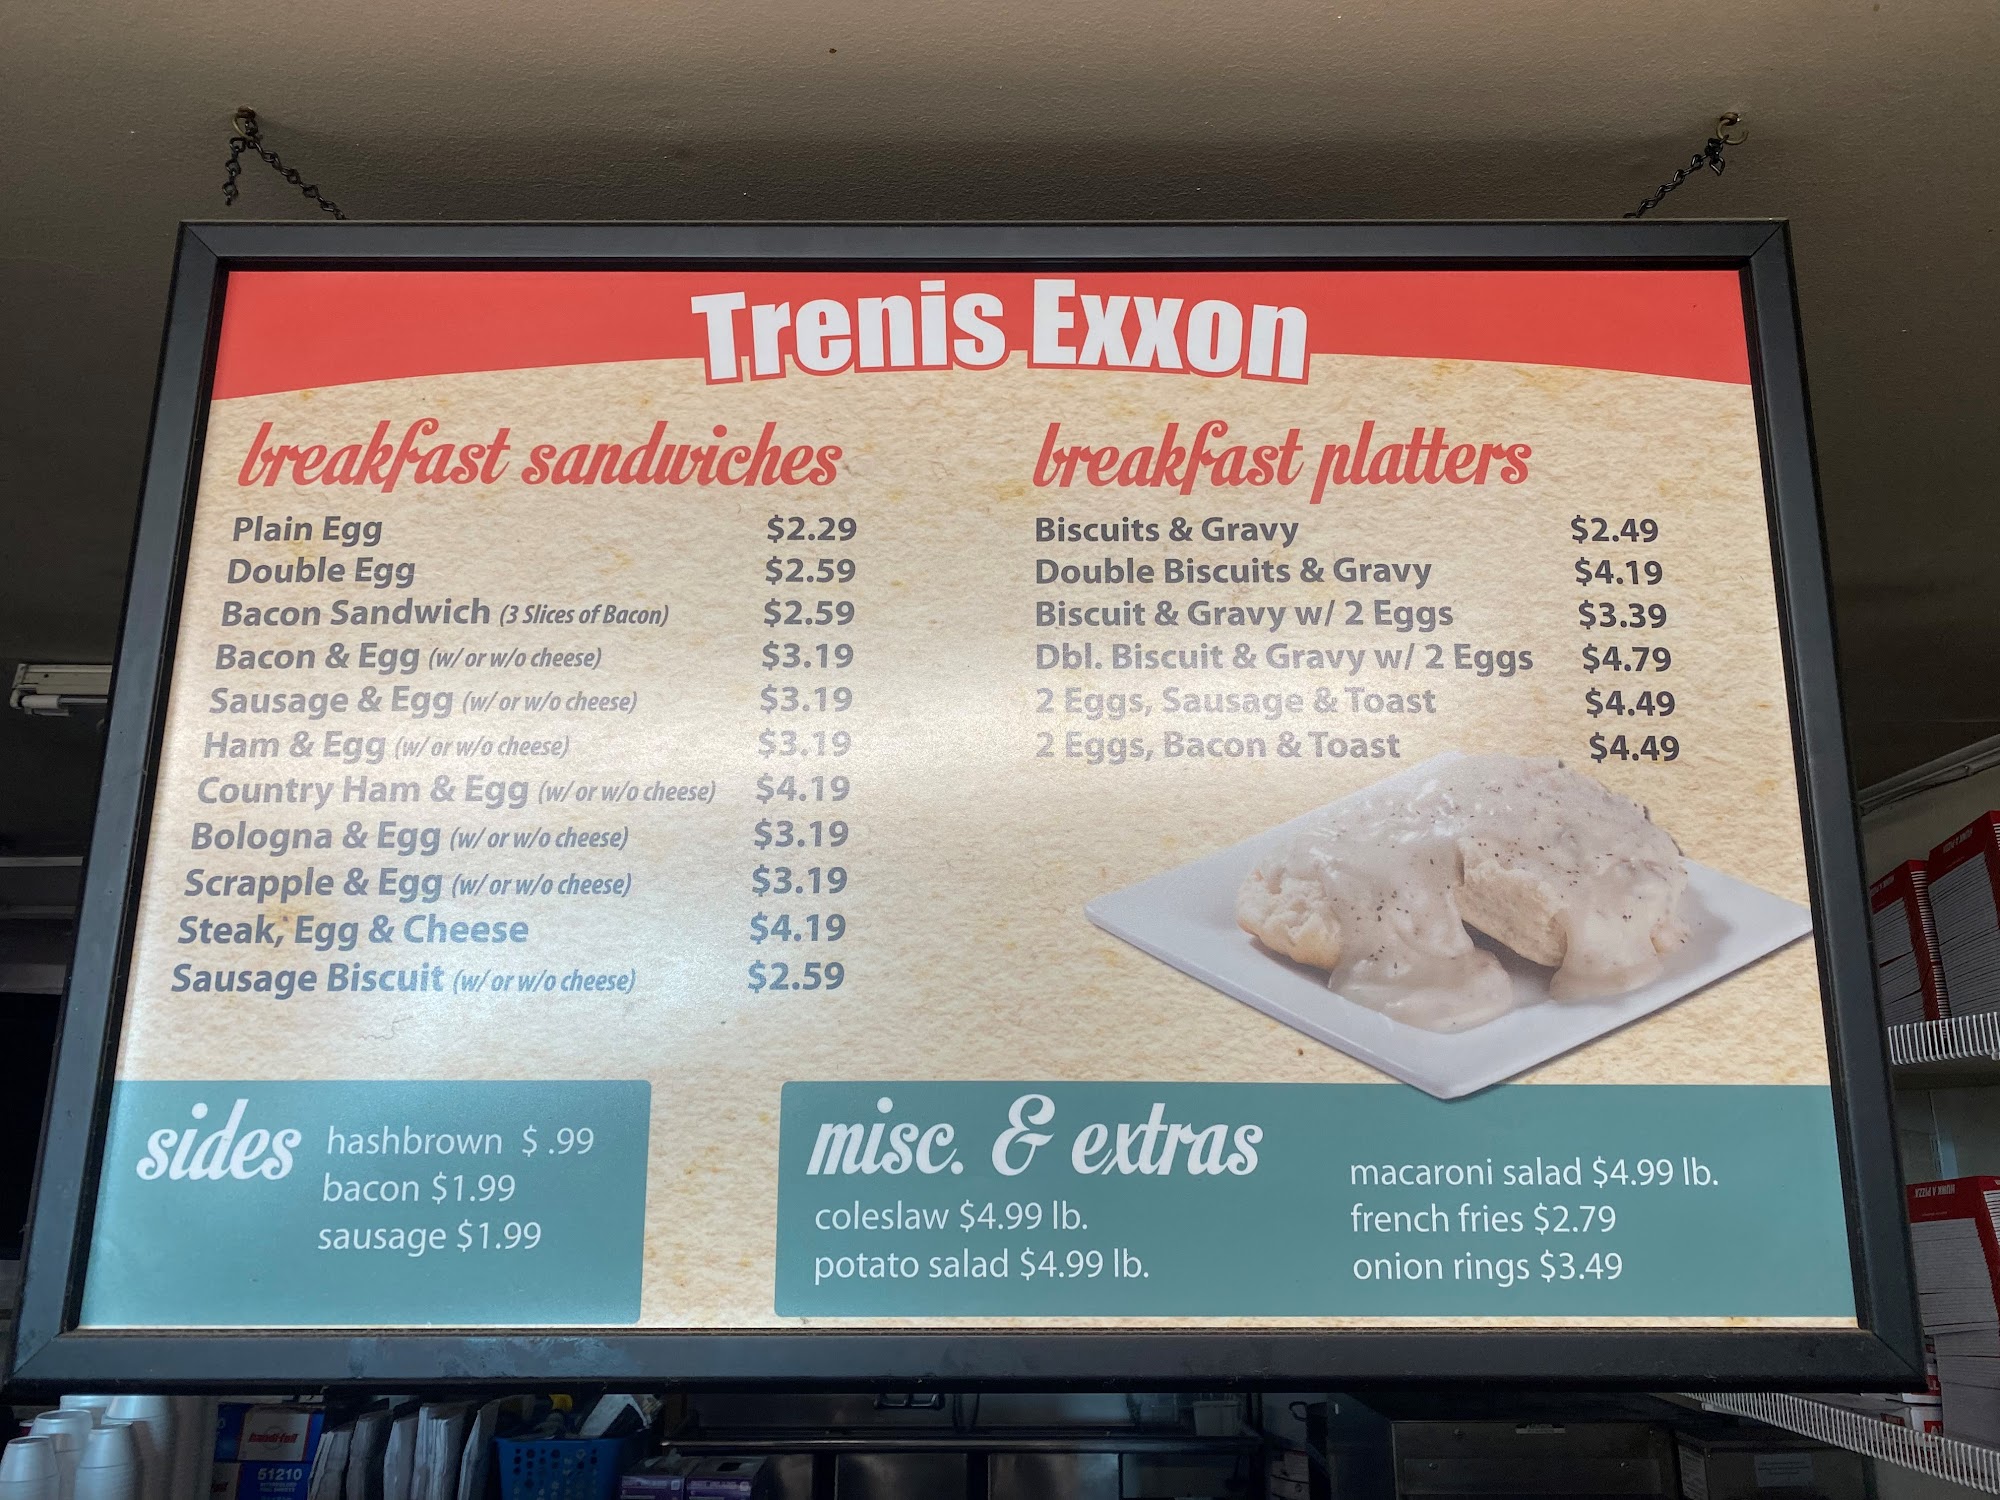 Trenis Exxon
breakfast sandwiches
Plain Egg $2.29
Double Egg $2.59
Bacon Sandwich (3 Slices of Bacon) $2.59
Bacon & Egg (w/ or w/o cheese) $3.19
Sausage & Egg (w/ or w/o cheese) $3.19
Ham & Egg (w/ or w/o cheese) $3.19
Country Ham & Egg (w/ or w/o cheese) $4.19
Bologna & Egg (w/ or w/o cheese) $3.19
Scrapple & Egg (w/ or w/o cheese) $3.19
Steak, Egg & Cheese $4.19
Sausage Biscuit (w/ or w/o cheese) $2.59
breakfast platters
Biscuits & Gravy $2.49
Double Biscuits & Gravy $4.19
Biscuit & Gravy w/ 2 Eggs $3.39
Dbl. Biscuit & Gravy w/ 2 Eggs $4.79
2 Eggs, Sausage & Toast $4.49
2 Eggs, Bacon & Toast $4.49
sides
hashbrown $ .99
bacon $1.99
sausage $1.99
misc. & extras
coleslaw $4.99 lb.
potato salad $4.99 lb.
macaroni salad $4.99 lb.
french fries $2.79
onion rings $3.49
HUNK A PIZZA
51210